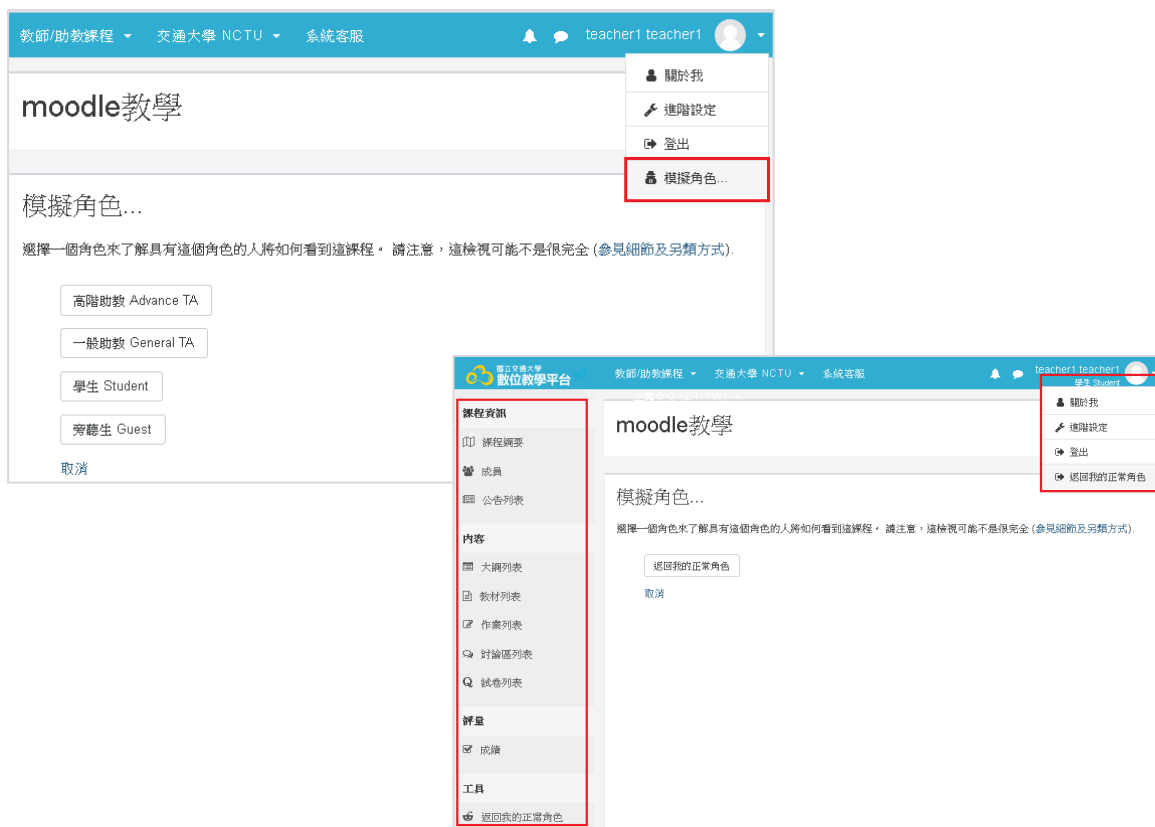 教師/助教課程 交通大學 NCTU 系統客服 teacher1 teacher1
關於我
進階設定
登出
模擬角色...
moodle教學
模擬角色...
選擇一個角色來了解具有這個角色的人將如何看到這課程。 請注意，這檢視可能不是很完全 (參見細節及另類方式).
高階助教 Advance TA
一般助教 General TA
學生 Student
旁聽生 Guest
取消
國立交通大學
數位教學平台
教師/助教課程 交通大學 NCTU 系統客服 teacher1 teacher1
學生 Student
關於我
進階設定
登出
返回我的正常角色
課程資訊
課程綱要
成員
公告列表
內容
大綱列表
教材列表
作業列表
討論區列表
試卷列表
評量
成績
工具
返回我的正常角色
moodle教學
模擬角色...
選擇一個角色來了解具有這個角色的人將如何看到這課程。 請注意，這檢視可能不是很完全 (參見細節及另類方式).
返回我的正常角色
取消